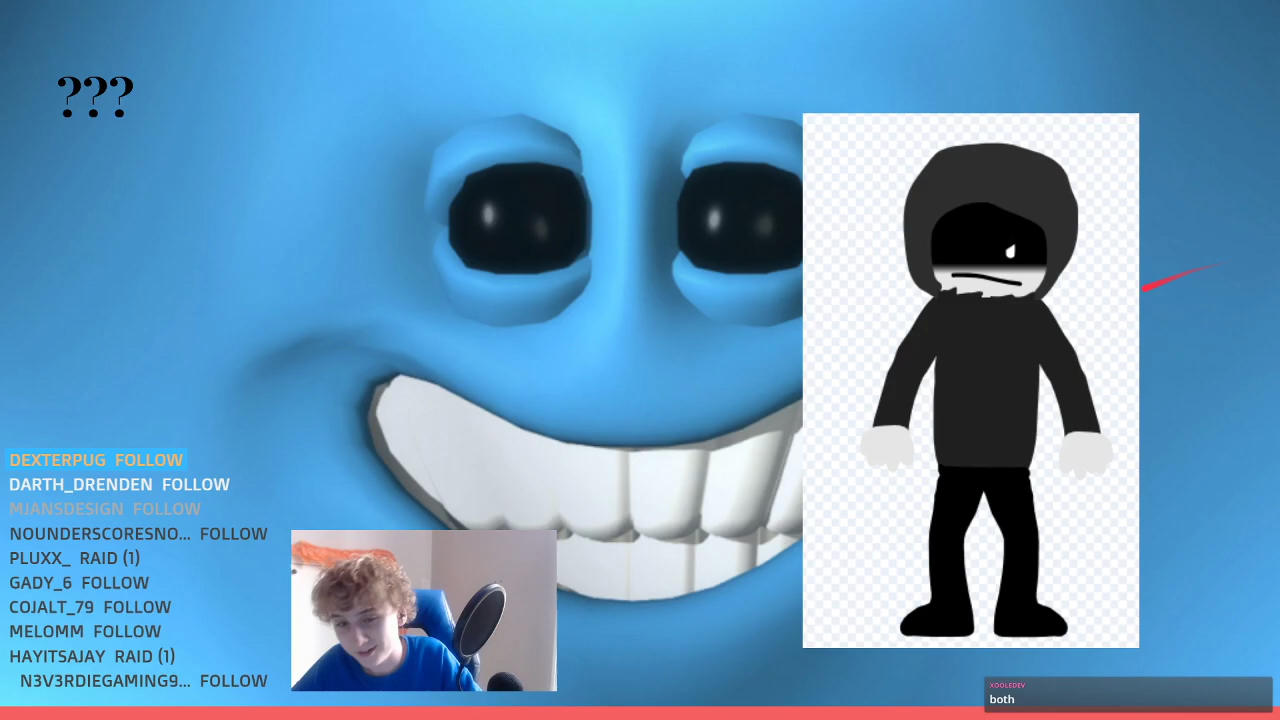 ???
DEXTERPUG FOLLOW
DARTH_DRENDEN FOLLOW
MJANSDESIGN FOLLOW
NOUNDERSCORESNO... FOLLOW
PLUXX_ RAID (1)
GADY_6 FOLLOW
COJALT_79 FOLLOW
MELOMM FOLLOW
HAYITSAJAY RAID (1)
N3V3RDIEGAMING9... FOLLOW
XOOLEDEV
both